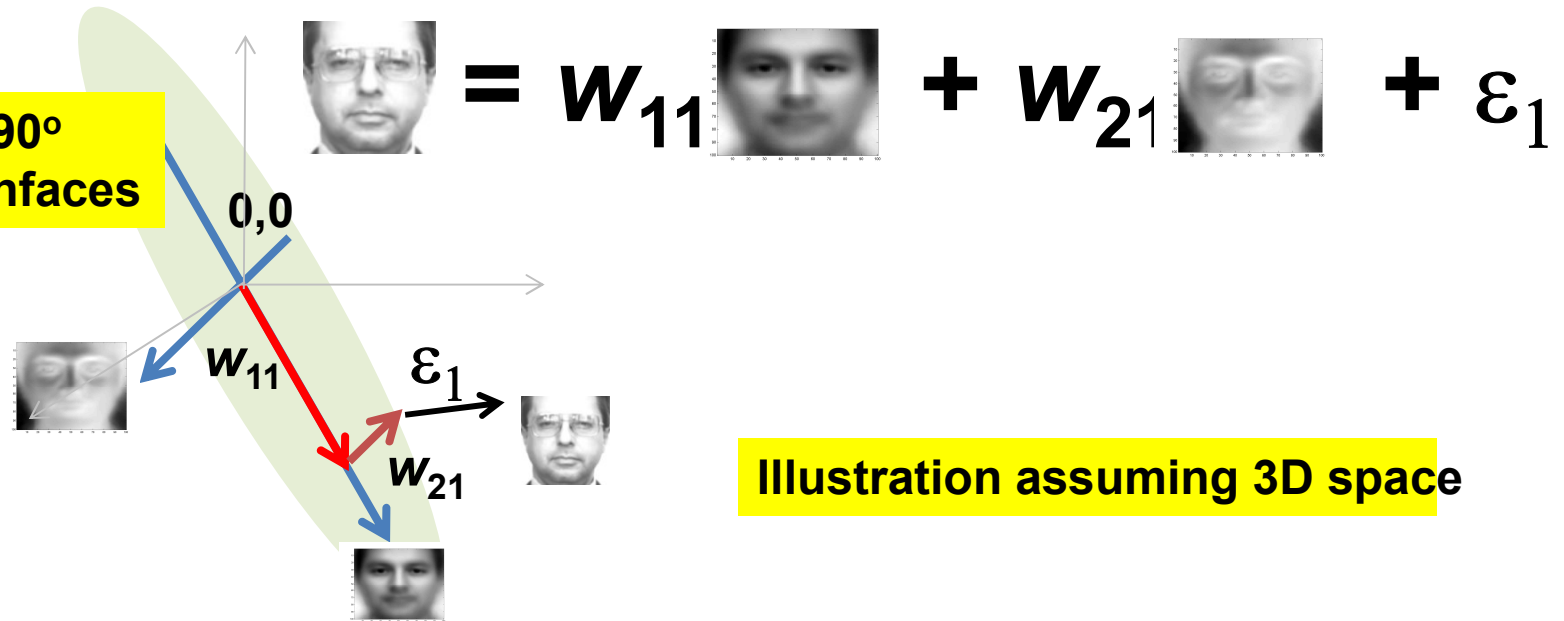 = w11 + w21 + ε1
90o
nfaces
0,0
w11
ε1
w21
Illustration assuming 3D space